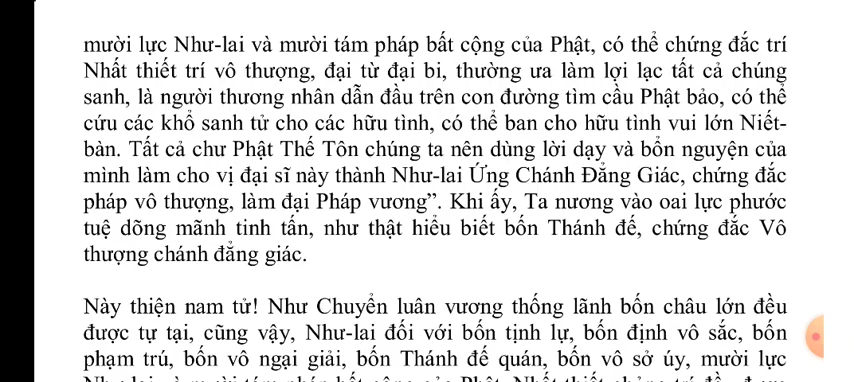 mười lực Như-lai và mười tám pháp bất cộng của Phật, có thể chứng đắc trí
Nhất thiết trí vô thượng, đại từ đại bi, thường ưa làm lợi lạc tất cả chúng
sanh, là người thương nhân dẫn đầu trên con đường tìm cầu Phật bảo, có thể
cứu các khổ sanh tử cho các hữu tình, có thể ban cho hữu tình vui lớn Niết-
bàn. Tất cả chư Phật Thế Tôn chúng ta nên dùng lời dạy và bổn nguyện của
mình làm cho vị đại sĩ này thành Như-lai Ứng Chánh Đẳng Giác, chứng đắc
pháp vô thượng, làm đại Pháp vương”. Khi ấy, Ta nương vào oai lực phước
tuệ dõng mãnh tinh tấn, như thật hiểu biết bốn Thánh đế, chứng đắc Vô
thượng chánh đẳng giác.
Này thiện nam tử! Như Chuyển luân vương thống lãnh bốn châu lớn đều
được tự tại, cũng vậy, Như-lai đối với bốn tịnh lự, bốn định vô sắc, bốn
phạm trú, bốn vô ngại giải, bốn Thánh đế quán, bốn vô sở úy, mười lực